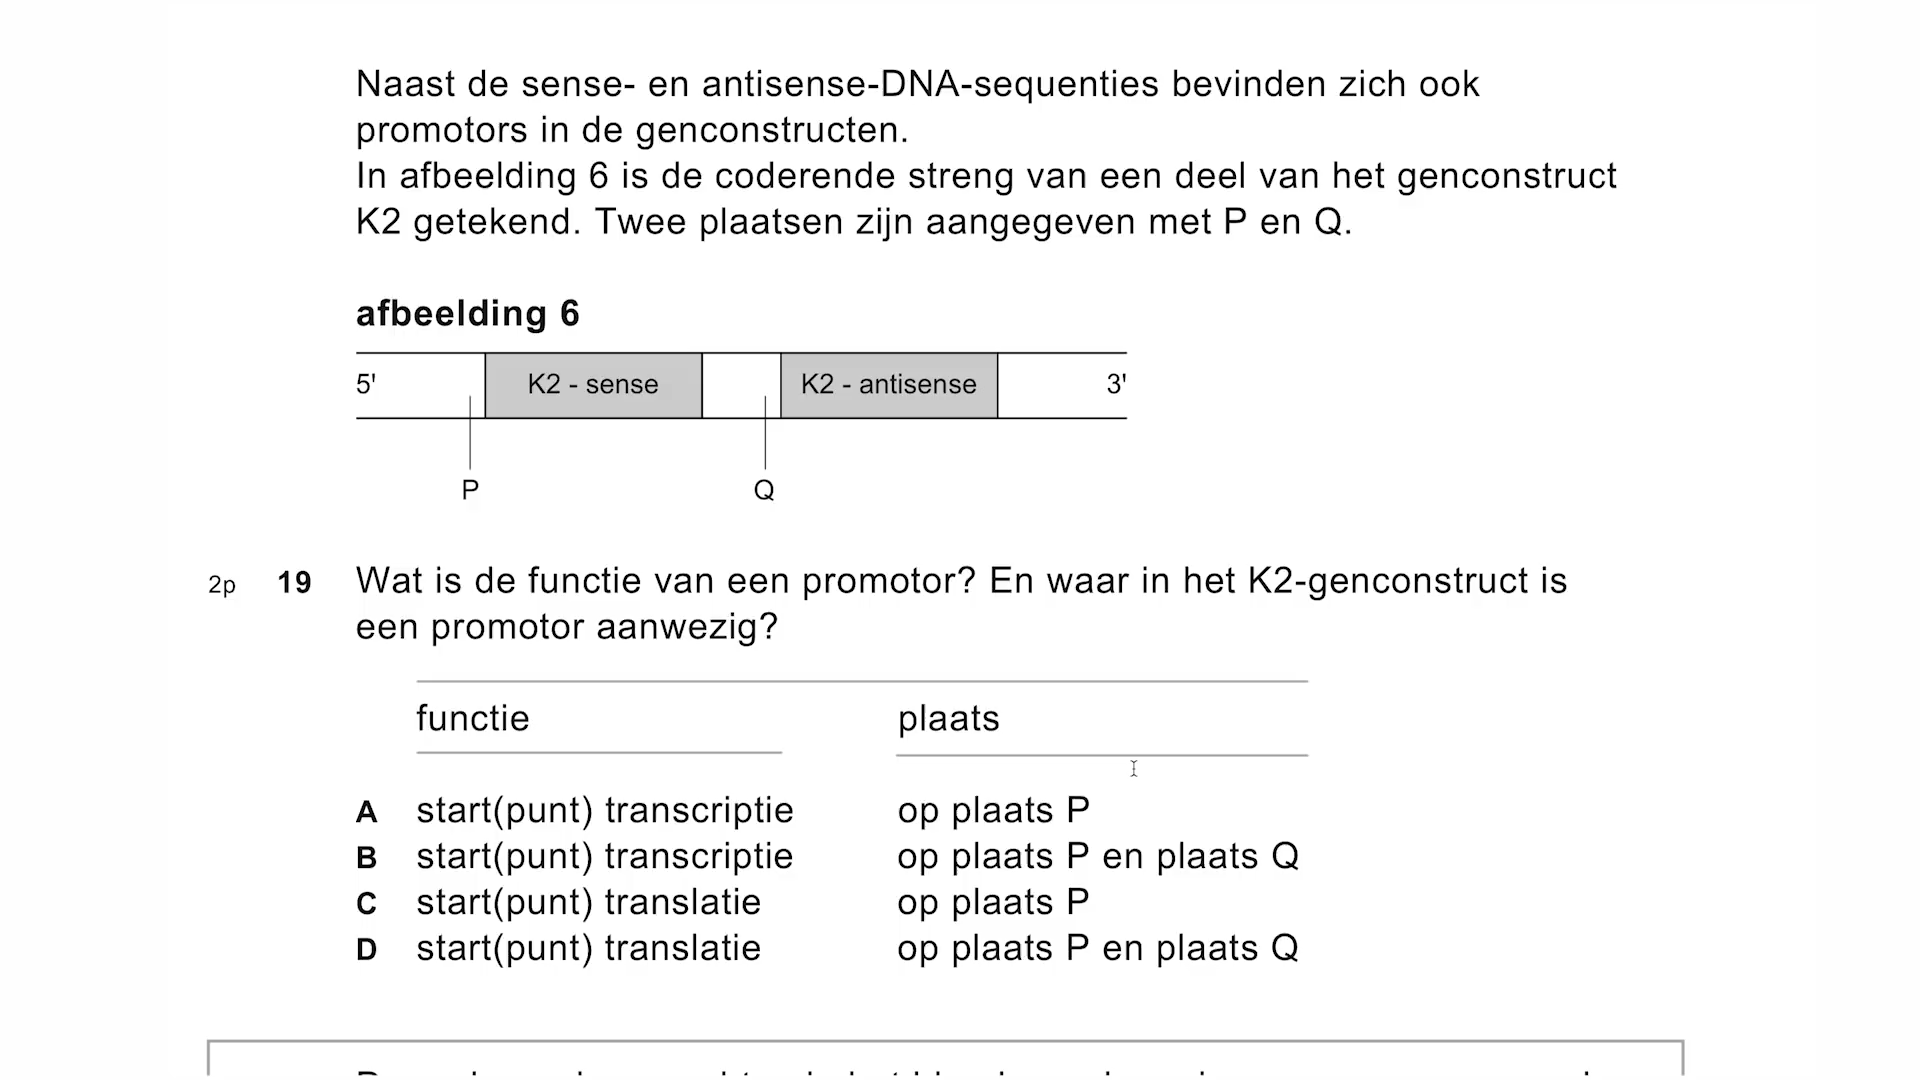 Naast de sense- en antisense-DNA-sequenties bevinden zich ook
promotors in de genconstructen.
In afbeelding 6 is de coderende streng van een deel van het genconstruct
K2 getekend. Twee plaatsen zijn aangegeven met P en Q.
afbeelding 6
5' K2 - sense K2 - antisense 3'
P Q
2p 19 Wat is de functie van een promotor? En waar in het K2-genconstruct is
een promotor aanwezig?
functie plaats
A start(punt) transcriptie op plaats P
B start(punt) transcriptie op plaats P en plaats Q
C start(punt) translatie op plaats P
D start(punt) translatie op plaats P en plaats Q